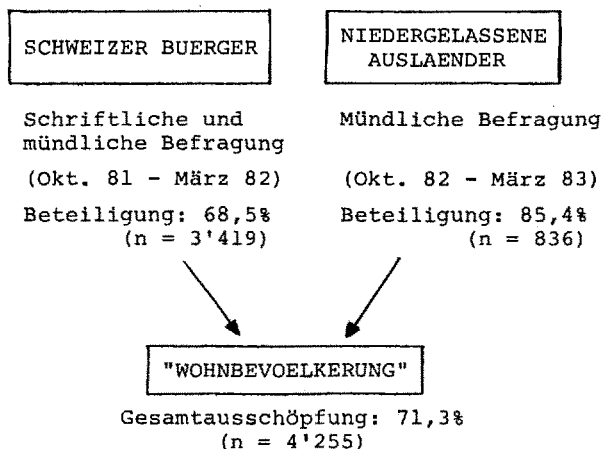 SCHWEIZER BUERGER
Schriftliche und
mündliche Befragung
(Okt. 81 - März 82)
Beteiligung: 68,5%
(n = 3'419)
NIEDERGELASSENE
AUSLAENDER
Mündliche Befragung
(Okt. 82 - März 83)
Beteiligung: 85,4%
(n = 836)
"WOHNBEVOELKERUNG"
Gesamtausschöpfung: 71,3%
(n = 4'255)